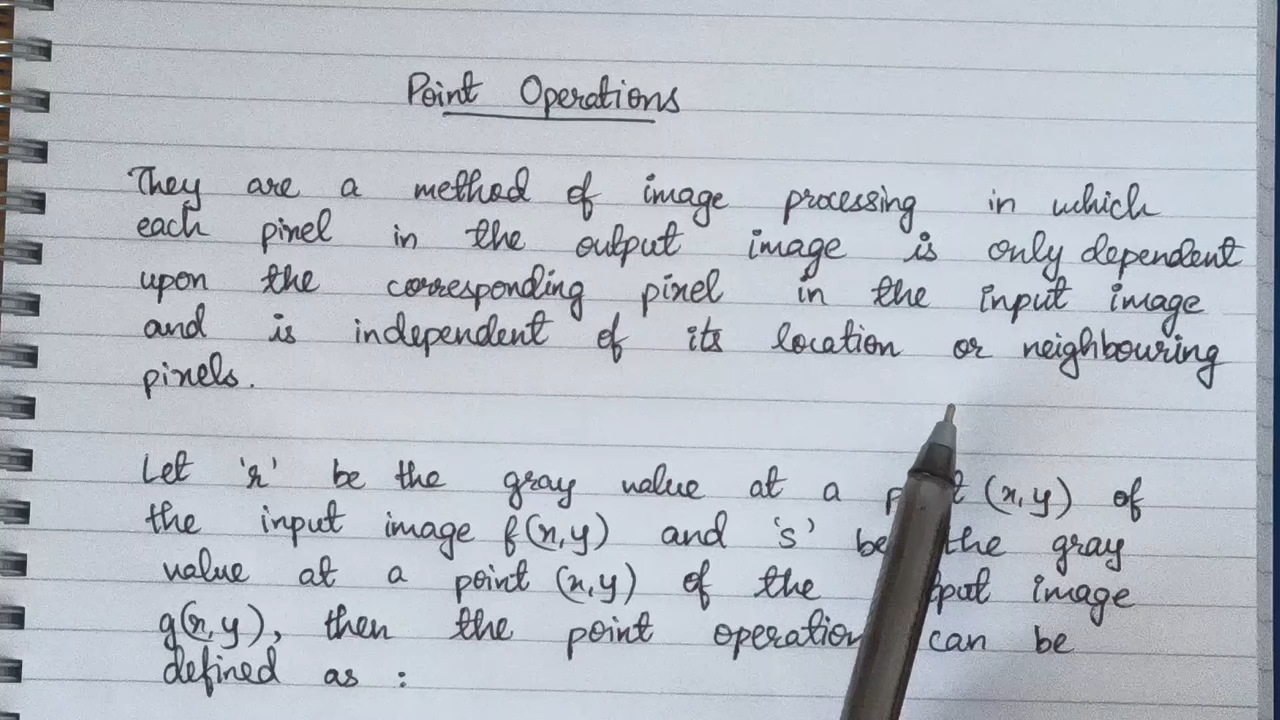 Point Operations
They are a method of image processing in which
each pixel in the output image is only dependent
upon the corresponding pixel in the input image
and is independent of its location or neighbouring
pixels.
Let 'r' be the gray value at a (x,y) of
the input image f(x,y) and 's' be the gray
value at a point (x,y) of the image
g(x,y), then the point operation can be
defined as :